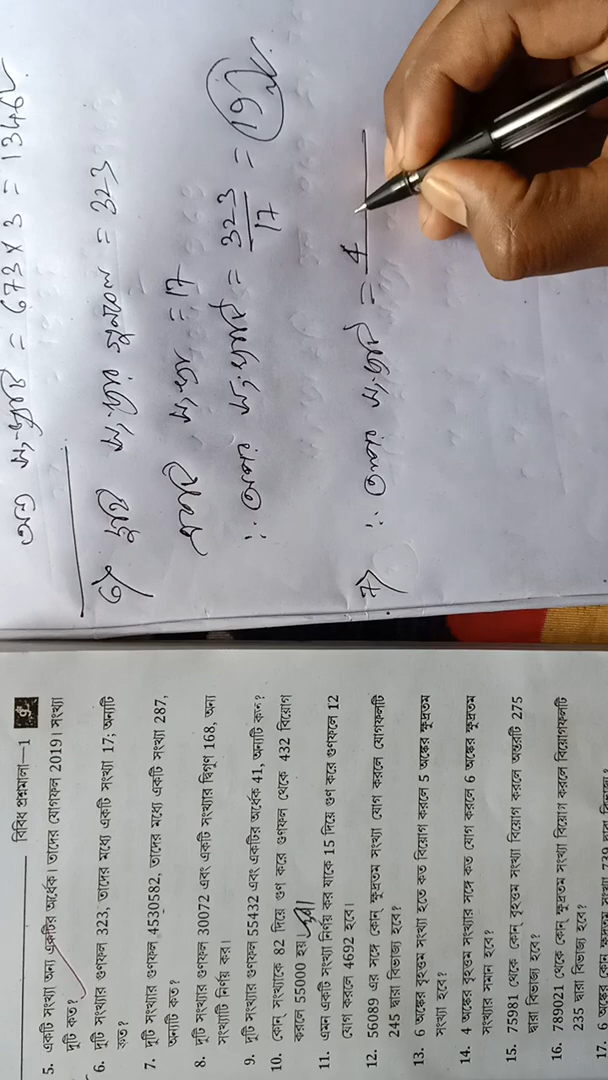 বিবিধ প্রশ্নমালা—1
5. একটি সংখ্যা অন্য একটির অর্ধেক। তাদের যোগফল 2019। সংখ্যা
দুটি কত?
6. দুটি সংখ্যার গুণফল 323, তাদের মধ্যে একটি সংখ্যা 17; অন্যটি
কত?
7. দুটি সংখ্যার গুণফল 4530582, তাদের মধ্যে একটি সংখ্যা 287,
অন্যটি কত?
8. দুটি সংখ্যার গুণফল 30072 এবং একটি সংখ্যার দ্বিগুণ 168, অন্য
সংখ্যাটি নির্ণয় কর।
9. দুটি সংখ্যার গুণফল 55432 এবং একটির অর্ধেক 41, অন্যটি কত?
10. কোন্ সংখ্যাকে 82 দিয়ে গুণ করে গুণফল থেকে 432 বিয়োগ
করলে 55000 হয়।
11. এমন একটি সংখ্যা নির্ণয় কর যাকে 15 দিয়ে গুণ করে গুণফলে 12
যোগ করলে 4692 হবে।
12. 56089 এর সঙ্গে কোন্ ক্ষুদ্রতম সংখ্যা যোগ করলে যোগফলটি
245 দ্বারা বিভাজ্য হবে?
13. 6 অঙ্কের বৃহত্তম সংখ্যা হতে কত বিয়োগ করলে 5 অঙ্কের ক্ষুদ্রতম
সংখ্যা হবে?
14. 4 অঙ্কের বৃহত্তম সংখ্যার সঙ্গে কত যোগ করলে 6 অঙ্কের ক্ষুদ্রতম
সংখ্যার সমান হবে?
15. 75981 থেকে কোন্ বৃহত্তম সংখ্যা বিয়োগ করলে অন্তরটি 275
দ্বারা বিভাজ্য হবে?
16. 789021 থেকে কোন্ ক্ষুদ্রতম সংখ্যা বিয়োগ করলে বিয়োগফলটি
235 দ্বারা বিভাজ্য হবে?
17. 6 অঙ্কের কোন্ ক্ষুদ্রতম সংখ্যা 739 দ্বারা বিভাজ্য?
সংখ্যাটি = 673 × 3 = 1346
6) দুটি সংখ্যার গুণফল = 323
একটি সংখ্যা = 17
∴ অপর সংখ্যাটি = 323/17 = 19
7) ∴ অপর সংখ্যাটি = 4